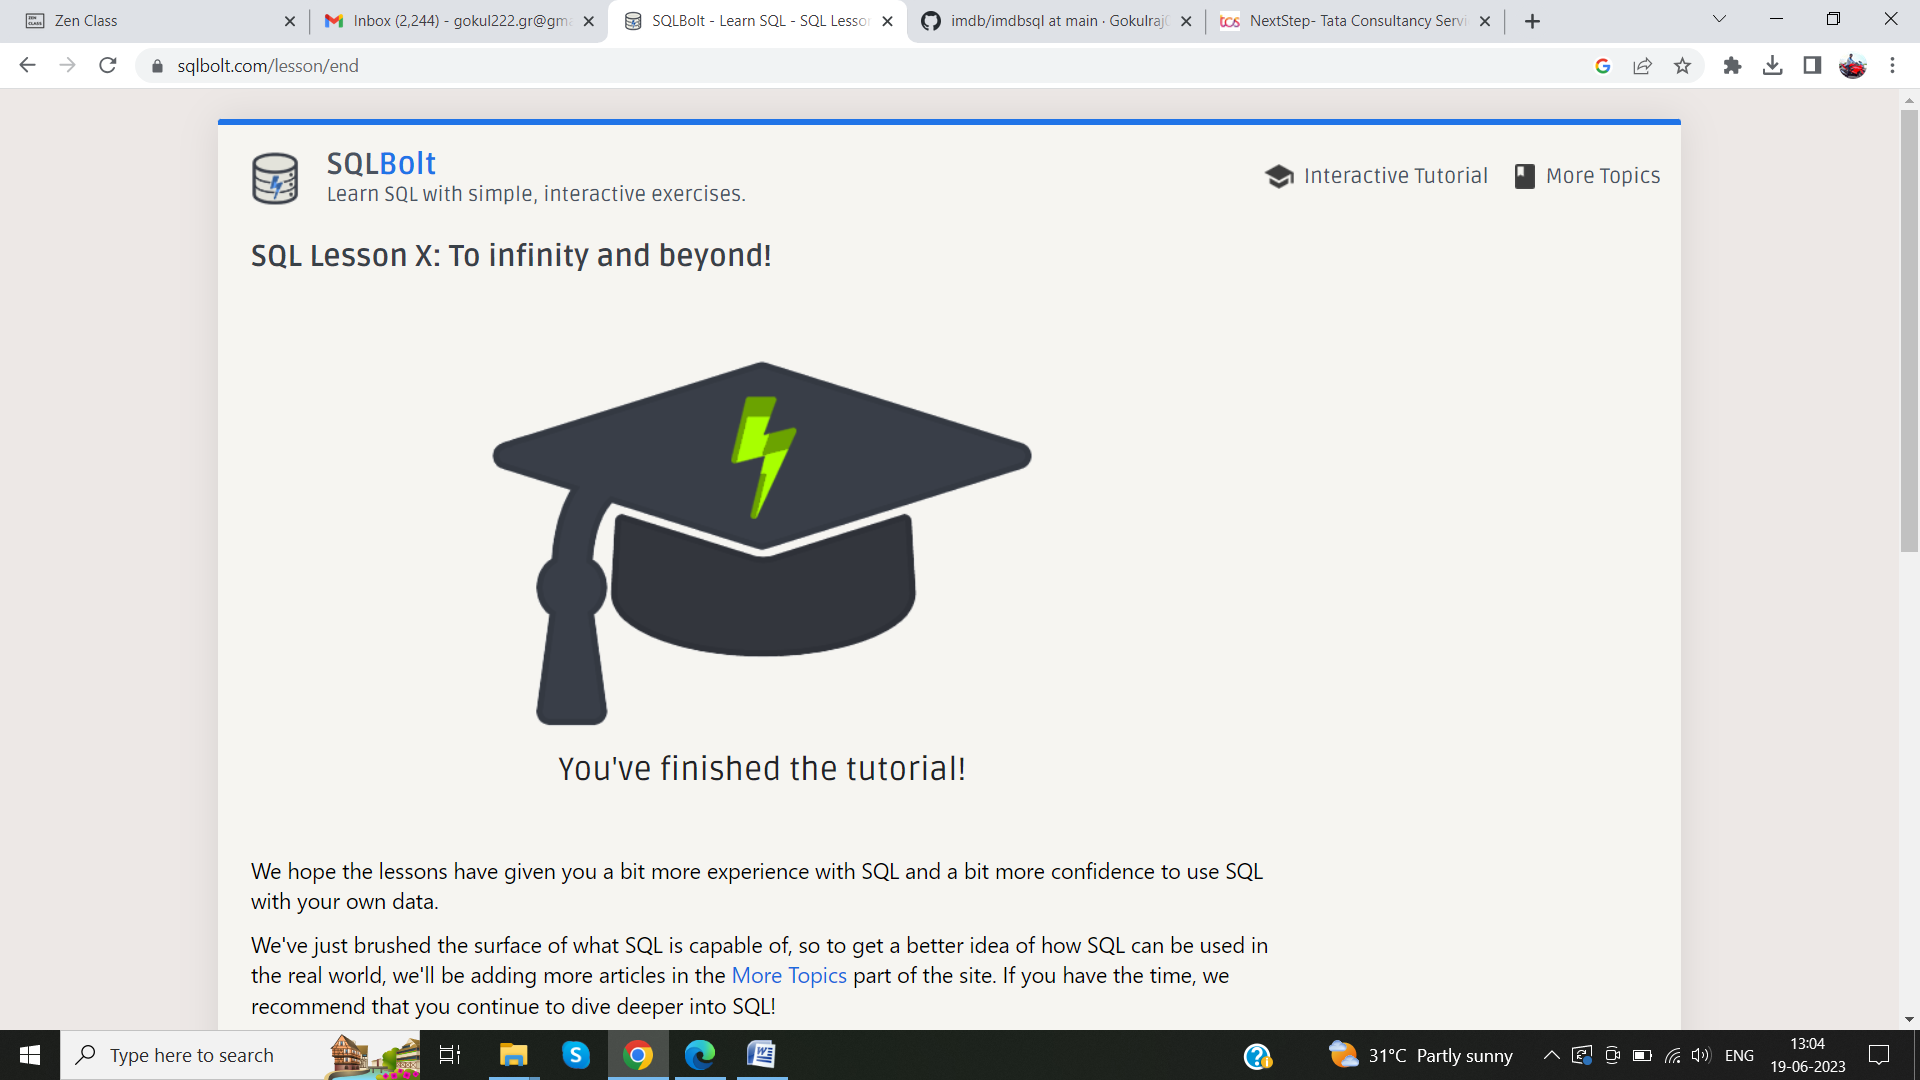 Zen Class
Inbox (2,244) - gokul222.gr@gm
SQLBolt - Learn SQL - SQL Lesson
imdb/imdbsql at main · Gokulraj
NextStep- Tata Consultancy Servi
sqlbolt.com/lesson/end
SQLBolt
Learn SQL with simple, interactive exercises.
Interactive Tutorial
More Topics
SQL Lesson X: To infinity and beyond!
You've finished the tutorial!
We hope the lessons have given you a bit more experience with SQL and a bit more confidence to use SQL
with your own data.
We've just brushed the surface of what SQL is capable of, so to get a better idea of how SQL can be used in
the real world, we'll be adding more articles in the More Topics part of the site. If you have the time, we
recommend that you continue to dive deeper into SQL!
Type here to search
31°C Partly sunny
ENG
13:04
19-06-2023